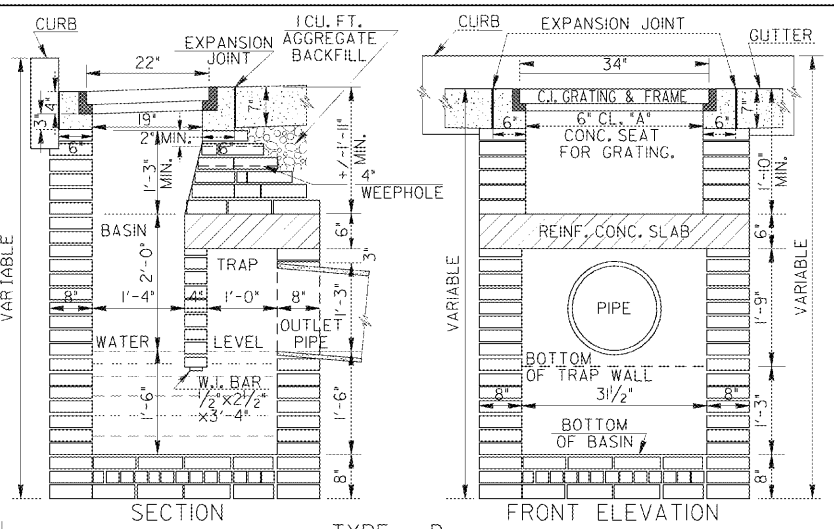 CURB
22"
EXPANSION
JOINT
1 CU. FT.
AGGREGATE
BACKFILL
4"
3"
19"
7"
2" MIN.
6"
6"
1'-3"
MIN.
+/-1'-11"
MIN.
4"
WEEPHOLE
VARIABLE
BASIN
2'-0"
6"
TRAP
3"
8"
1'-4"
4"
1'-0"
8"
1'-3"
OUTLET
PIPE
WATER
LEVEL
W.I. BAR
1/2"x2 1/2"
x3'-4"
1'-6"
1'-6"
8"
SECTION
CURB
EXPANSION JOINT
GUTTER
34"
C.I. GRATING & FRAME
7"
6"
6" CL. "A"
CONC. SEAT
FOR GRATING.
6"
1'-10"
MIN.
REINF. CONC. SLAB
6"
VARIABLE
VARIABLE
PIPE
1'-9"
BOTTOM
OF TRAP WALL
8"
31 1/2"
8"
1'-3"
BOTTOM
OF BASIN
8"
FRONT ELEVATION